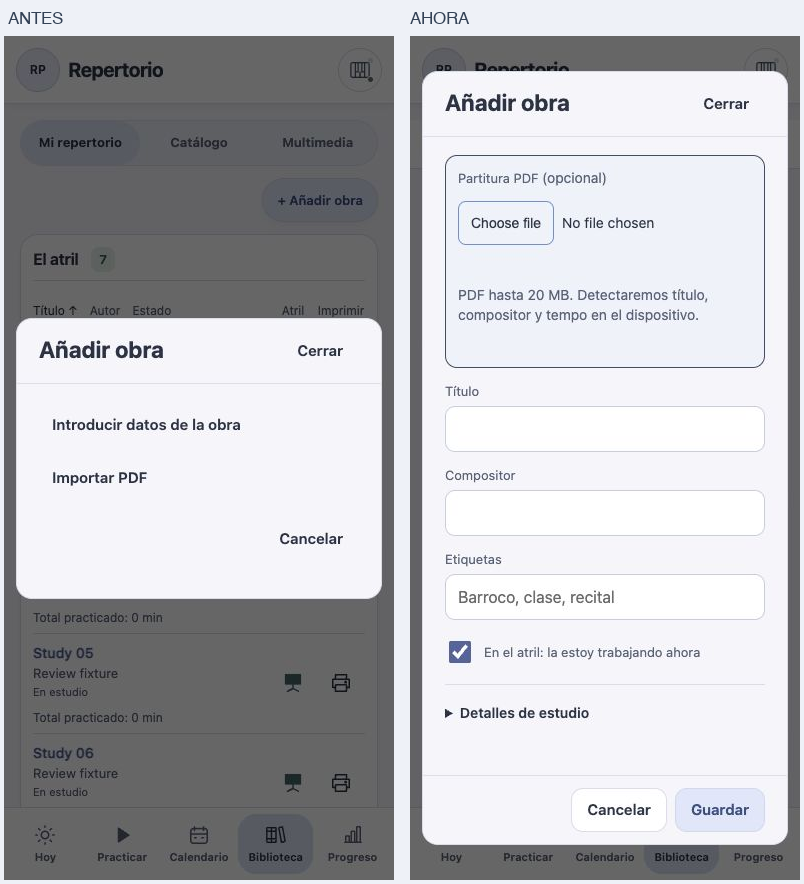 ANTES
RP Repertorio
Mi repertorio Catálogo Multimedia
+ Añadir obra
El atril 7
Título ↑ Autor Estado Atril Imprimir
Añadir obra Cerrar
Introducir datos de la obra
Importar PDF
Cancelar
Total practicado: 0 min
Study 05
Review fixture
En estudio
Total practicado: 0 min
Study 06
Review fixture
En estudio
Hoy Practicar Calendario Biblioteca Progreso
AHORA
RP Repertorio
Añadir obra Cerrar
Partitura PDF (opcional)
Choose file No file chosen
PDF hasta 20 MB. Detectaremos título,
compositor y tempo en el dispositivo.
Título
Compositor
Etiquetas
Barroco, clase, recital
En el atril: la estoy trabajando ahora
Detalles de estudio
Cancelar Guardar
Hoy Practicar Calendario Biblioteca Progreso